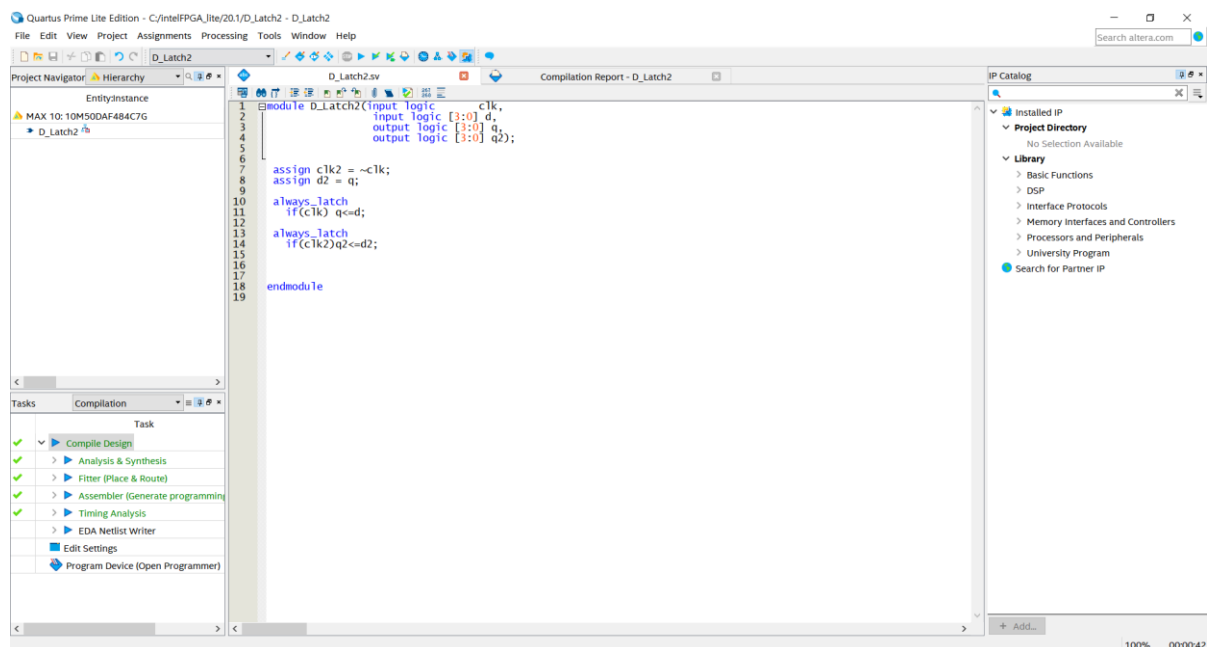 Quartus Prime Lite Edition - C:/intelFPGA_lite/20.1/D_Latch2 - D_Latch2
File Edit View Project Assignments Processing Tools Window Help
Search altera.com
D_Latch2
Project Navigator Hierarchy
Entity:Instance
MAX 10: 10M50DAF484C7G
D_Latch2
Tasks Compilation
Task
Compile Design
Analysis & Synthesis
Fitter (Place & Route)
Assembler (Generate programming
Timing Analysis
EDA Netlist Writer
Edit Settings
Program Device (Open Programmer)
D_Latch2.sv
Compilation Report - D_Latch2
267
268
1 module D_Latch2(input logic clk,
2 input logic [3:0] d,
3 output logic [3:0] q,
4 output logic [3:0] q2);
5
6
7 assign clk2 = ~clk;
8 assign d2 = q;
9
10 always_latch
11 if(clk) q<=d;
12
13 always_latch
14 if(clk2)q2<=d2;
15
16
17
18 endmodule
19
IP Catalog
Installed IP
Project Directory
No Selection Available
Library
Basic Functions
DSP
Interface Protocols
Memory Interfaces and Controllers
Processors and Peripherals
University Program
Search for Partner IP
+ Add...
100% 00:00:42